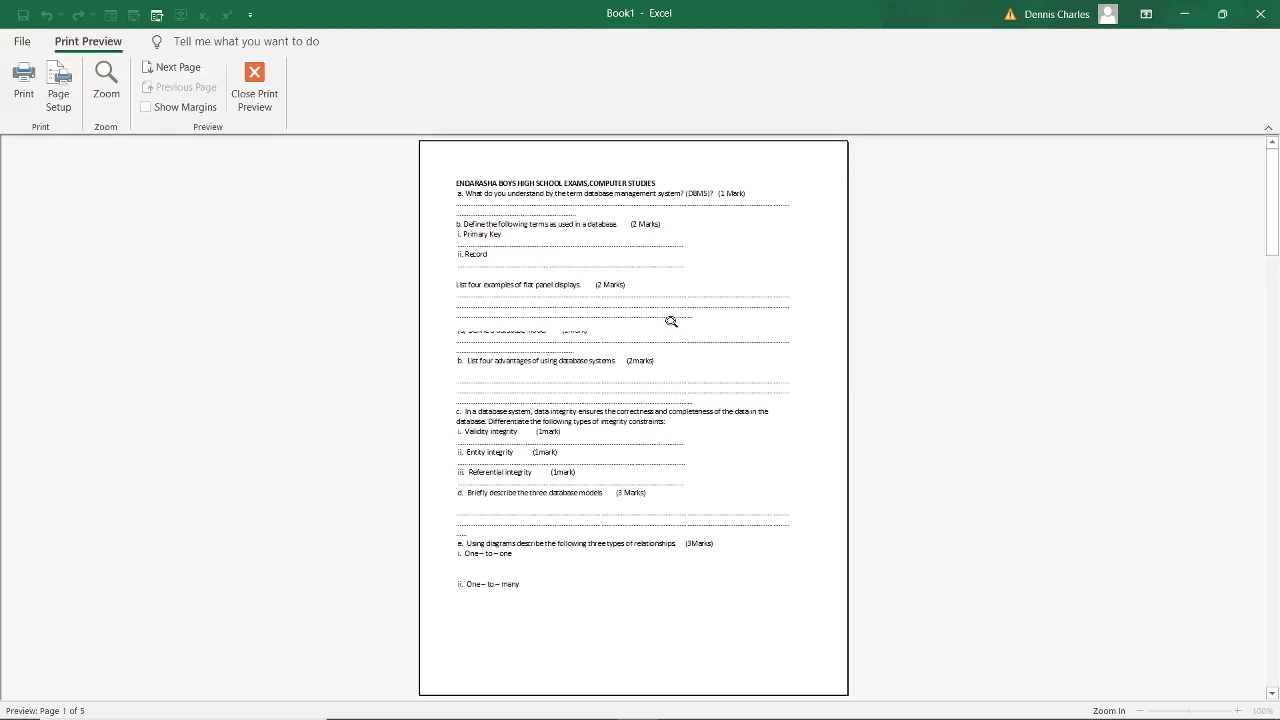 Book1 - Excel
Dennis Charles
File
Print Preview
Tell me what you want to do
Print
Page Setup
Zoom
Next Page
Previous Page
Show Margins
Close Print Preview
Print
Zoom
Preview
ENDARASHA BOYS HIGH SCHOOL EXAMS,COMPUTER STUDIES
a. What do you understand by the term database management system? (DBMS)? (1 Mark)
b. Define the following terms as used in a database. (2 Marks)
i. Primary Key
ii. Record
List four examples of flat panel displays. (2 Marks)
(a) Define a database model (1mark)
b. List four advantages of using database systems (2marks)
c. In a database system, data integrity ensures the correctness and completeness of the data in the
database. Differentiate the following types of integrity constraints:
i. Validity integrity (1mark)
ii. Entity integrity (1mark)
iii. Referential integrity (1mark)
d. Briefly describe the three database models (3 Marks)
e. Using diagrams describe the following three types of relationships. (3Marks)
i. One – to – one
ii. One – to – many
Preview: Page 1 of 5
Zoom In
100%